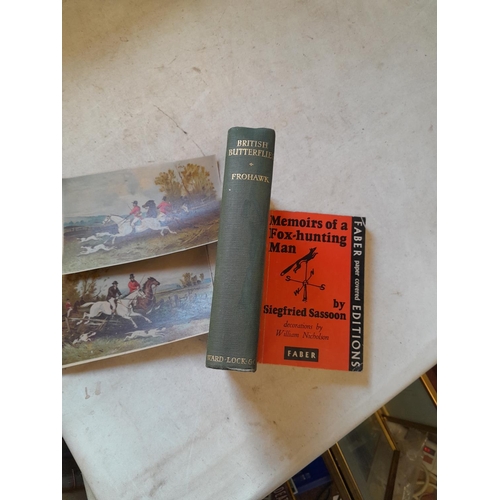 BRITISH
BUTTERFLIES
FROHAWK
WARD·LOCK·&
Memoirs of a
Fox-hunting
Man
by
Siegfried Sassoon
decorations by
William Nicholson
FABER
FABER paper covered EDITIONS